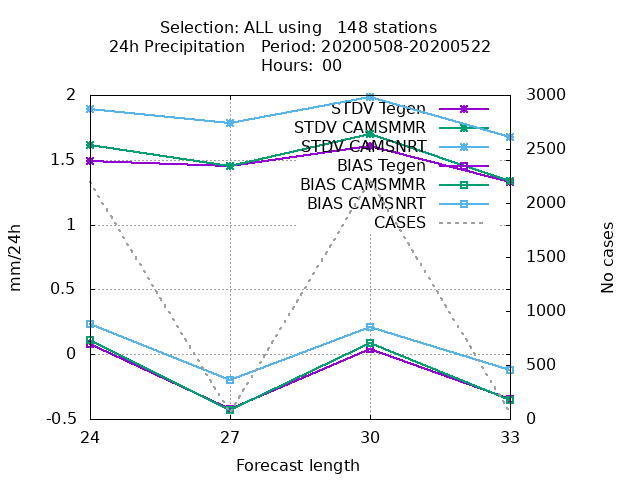 Selection: ALL using   148 stations
24h Precipitation   Period: 20200508-20200522
Hours:  00
2
1.5
1
0.5
0
-0.5
3000
2500
2000
1500
1000
500
0
24
27
30
33
mm/24h
No cases
Forecast length
STDV Tegen
STDV CAMSMMR
STDV CAMSNRT
BIAS Tegen
BIAS CAMSMMR
BIAS CAMSNRT
CASES